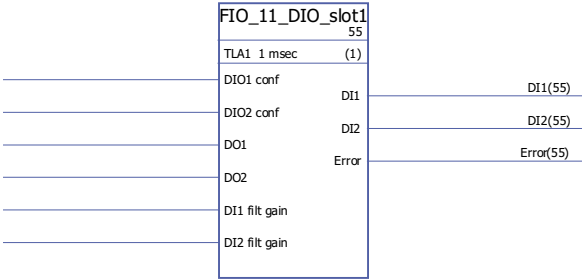 FIO_11_DIO_slot1
55
TLA1 1 msec (1)
DIO1 conf
DI1 DI1(55)
DIO2 conf
DI2 DI2(55)
DO1
Error Error(55)
DO2
DI1 filt gain
DI2 filt gain